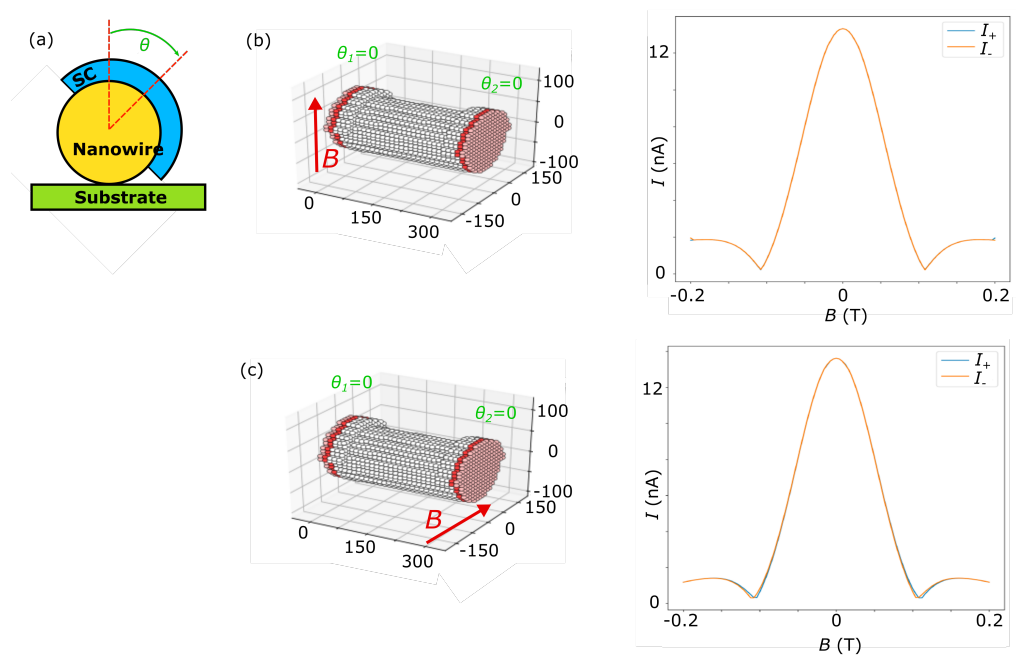 (a)
θ
SC
Nanowire
Substrate
(b)
θ₁=0
θ₂=0
100
0
-100
B
150
0
-150
0
150
300
I₊
I₋
12
I (nA)
0
-0.2
0
0.2
B (T)
(c)
θ₁=0
θ₂=0
100
0
-100
B
150
0
-150
0
150
300
I₊
I₋
12
I (nA)
0
-0.2
0
0.2
B (T)